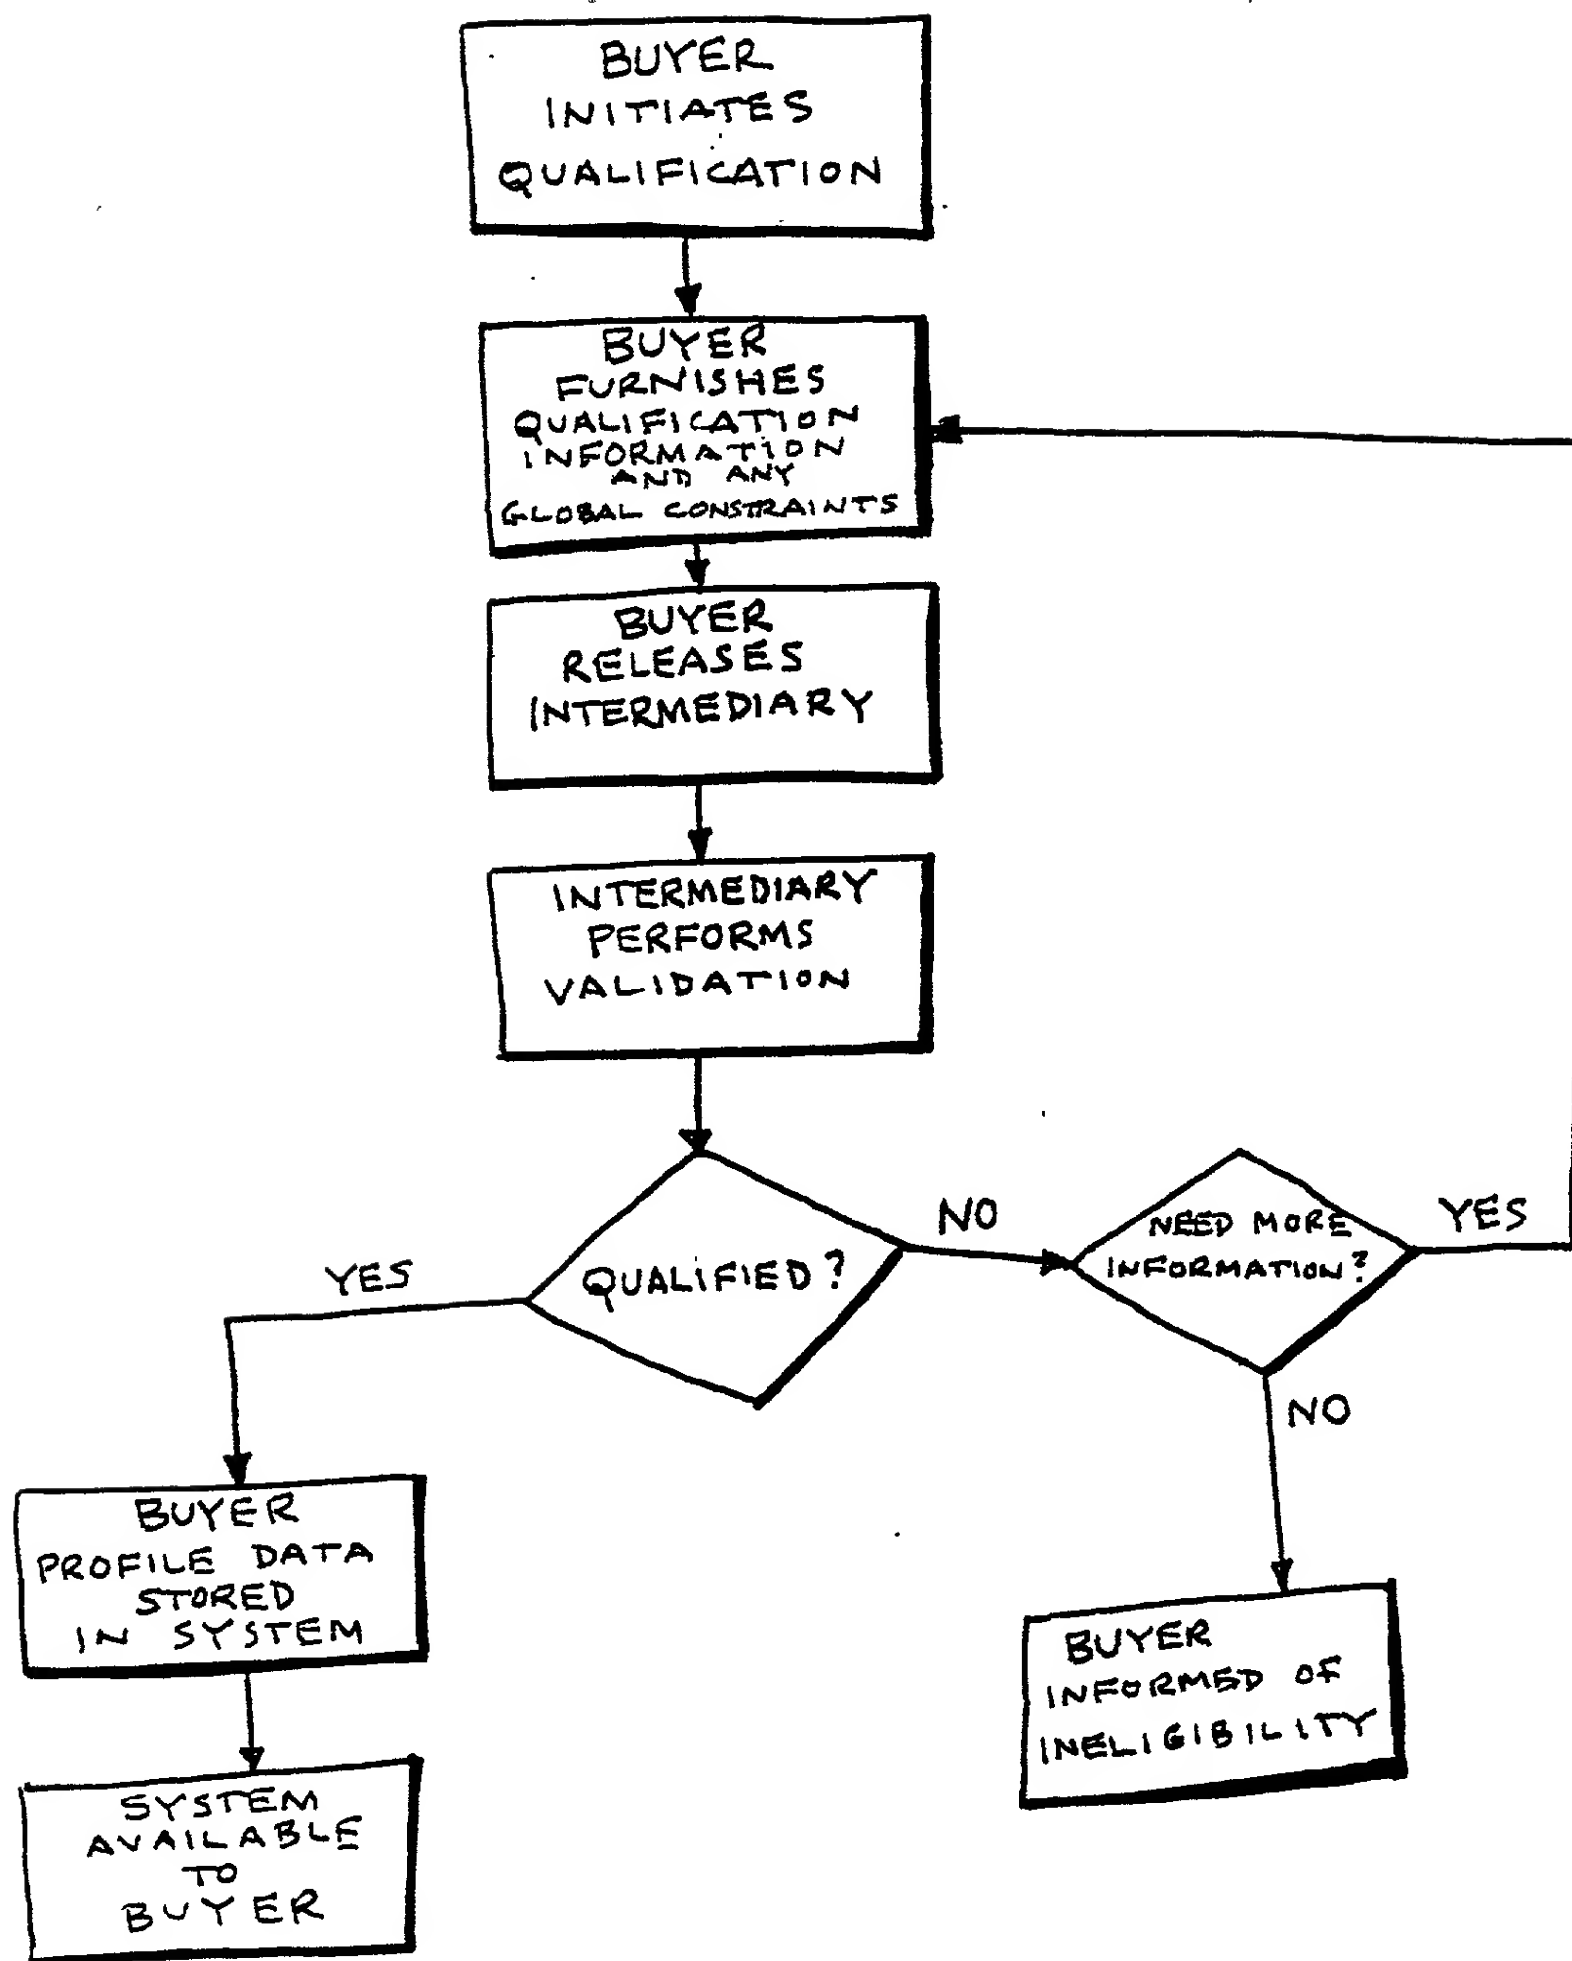 BUYER
INITIATES
QUALIFICATION
BUYER
FURNISHES
QUALIFICATION
INFORMATION
AND ANY
GLOBAL CONSTRAINTS
BUYER
RELEASES
INTERMEDIARY
INTERMEDIARY
PERFORMS
VALIDATION
QUALIFIED?
NO
NEED MORE
INFORMATION?
YES
YES
NO
BUYER
PROFILE DATA
STORED
IN SYSTEM
BUYER
INFORMED OF
INELIGIBILITY
SYSTEM
AVAILABLE
TO
BUYER